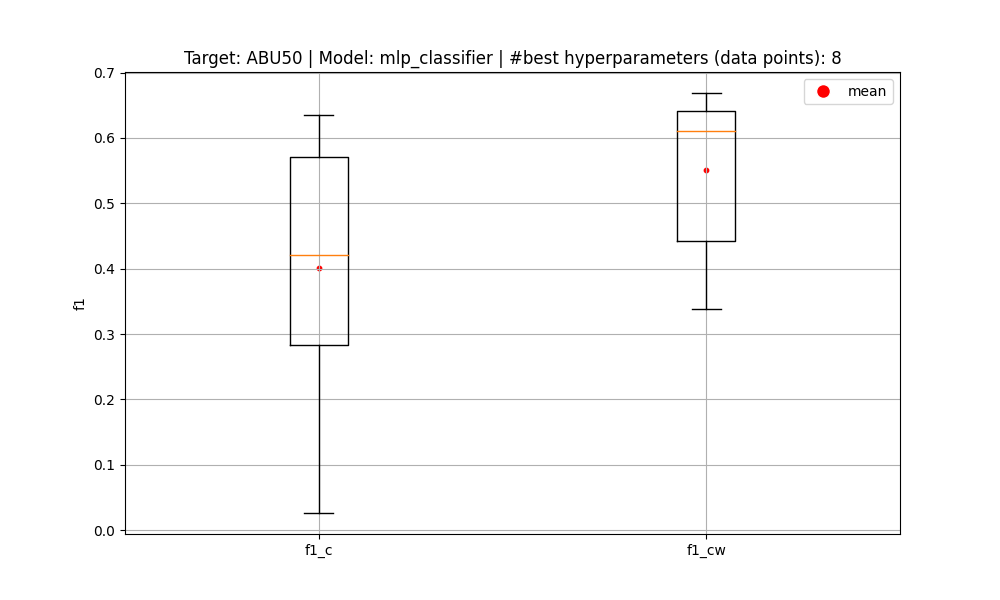 Target: ABU50 | Model: mlp_classifier | #best hyperparameters (data points): 8
mean
0.7
0.6
0.5
0.4
0.3
0.2
0.1
0.0
f1
f1_c
f1_cw